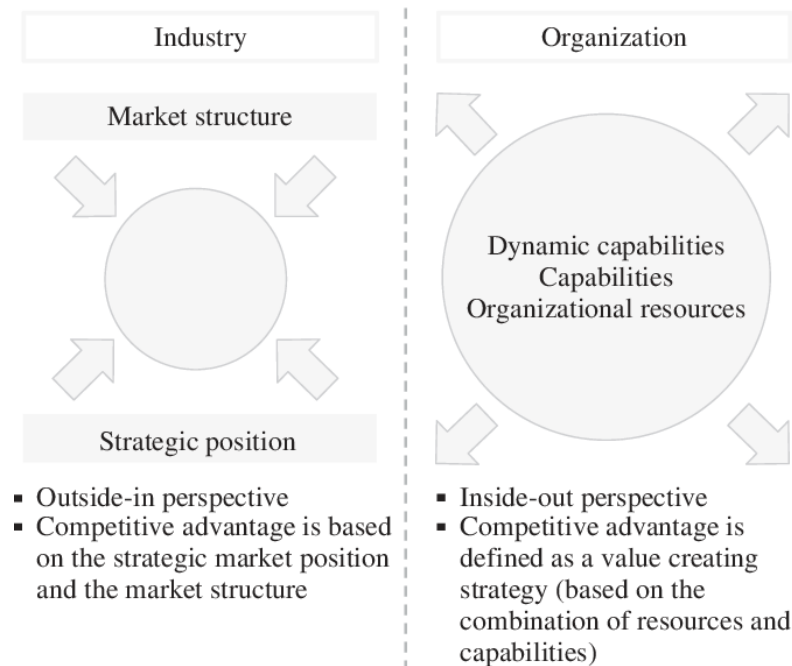 Industry
Market structure
Strategic position
▪ Outside-in perspective
▪ Competitive advantage is based
on the strategic market position
and the market structure
Organization
Dynamic capabilities
Capabilities
Organizational resources
▪ Inside-out perspective
▪ Competitive advantage is
defined as a value creating
strategy (based on the
combination of resources and
capabilities)